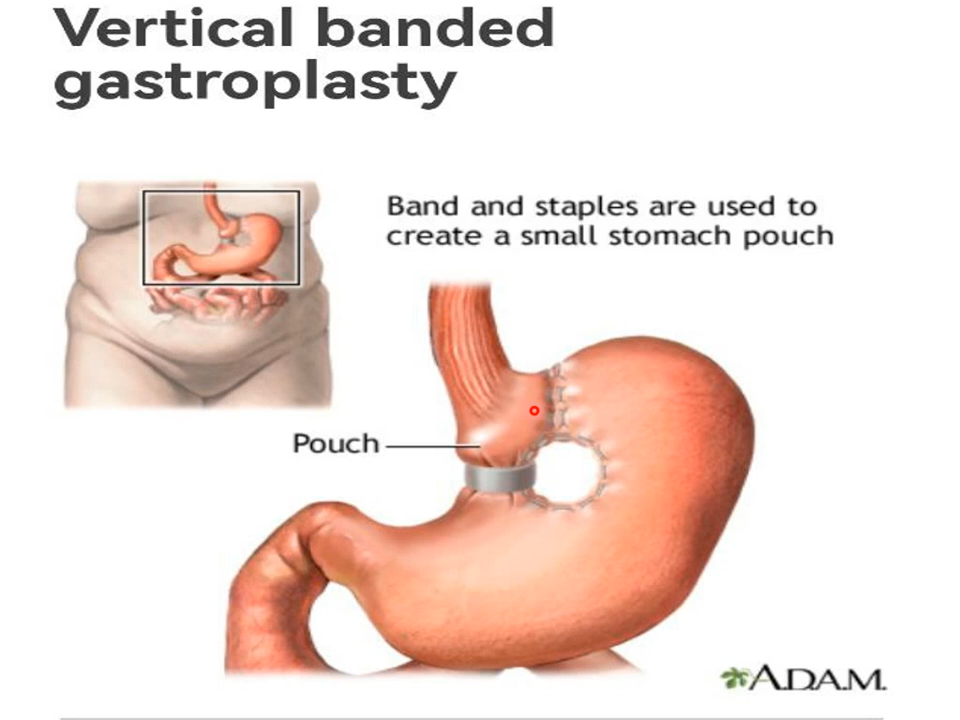 Vertical banded
gastroplasty
Band and staples are used to
create a small stomach pouch
Pouch
A.D.A.M.